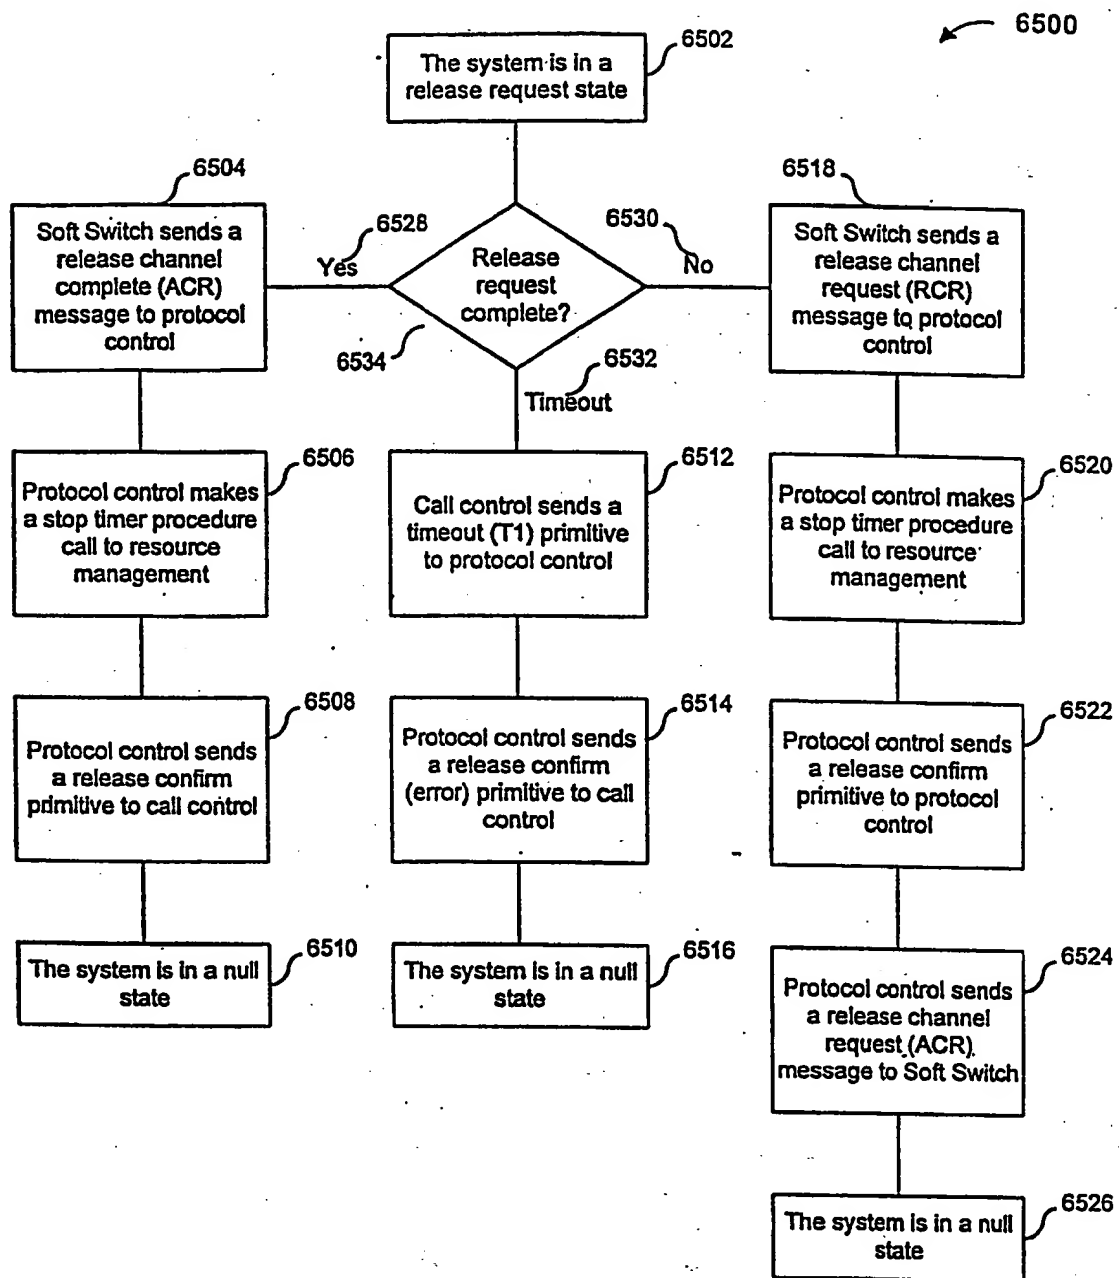 6500
6502
The system is in a
release request state
6504
Soft Switch sends a
release channel
complete (ACR)
message to protocol
control
6528
Yes
Release
request
complete?
6534
6530
No
6518
Soft Switch sends a
release channel
request (RCR)
message to protocol
control
6532
Timeout
6506
Protocol control makes
a stop timer procedure
call to resource
management
6512
Call control sends a
timeout (T1) primitive
to protocol control
6520
Protocol control makes
a stop timer procedure
call to resource
management
6508
Protocol control sends
a release confirm
primitive to call control
6514
Protocol control sends
a release confirm
(error) primitive to call
control
6522
Protocol control sends
a release confirm
primitive to protocol
control
6510
The system is in a null
state
6516
The system is in a null
state
6524
Protocol control sends
a release channel
request (ACR)
message to Soft Switch
6526
The system is in a null
state